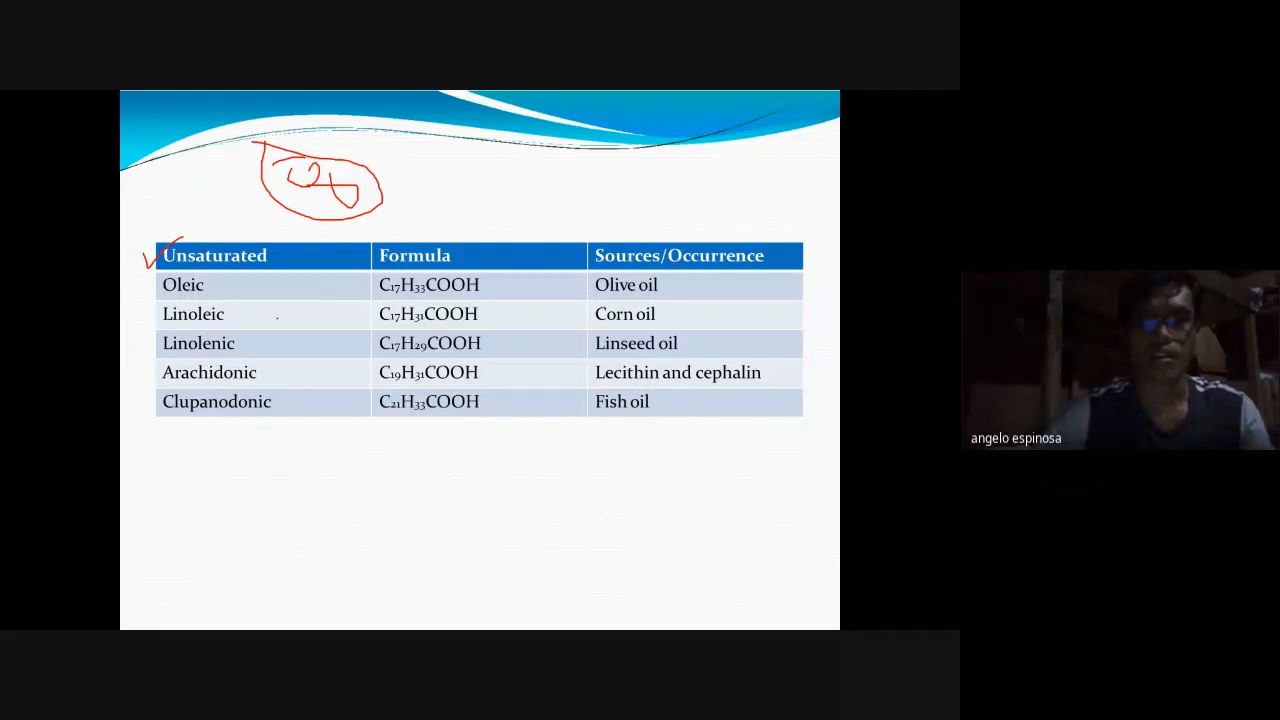 Unsaturated Formula Sources/Occurrence
Oleic C₁₇H₃₃COOH Olive oil
Linoleic C₁₇H₃₁COOH Corn oil
Linolenic C₁₇H₂₉COOH Linseed oil
Arachidonic C₁₉H₃₁COOH Lecithin and cephalin
Clupanodonic C₂₁H₃₃COOH Fish oil
angelo espinosa